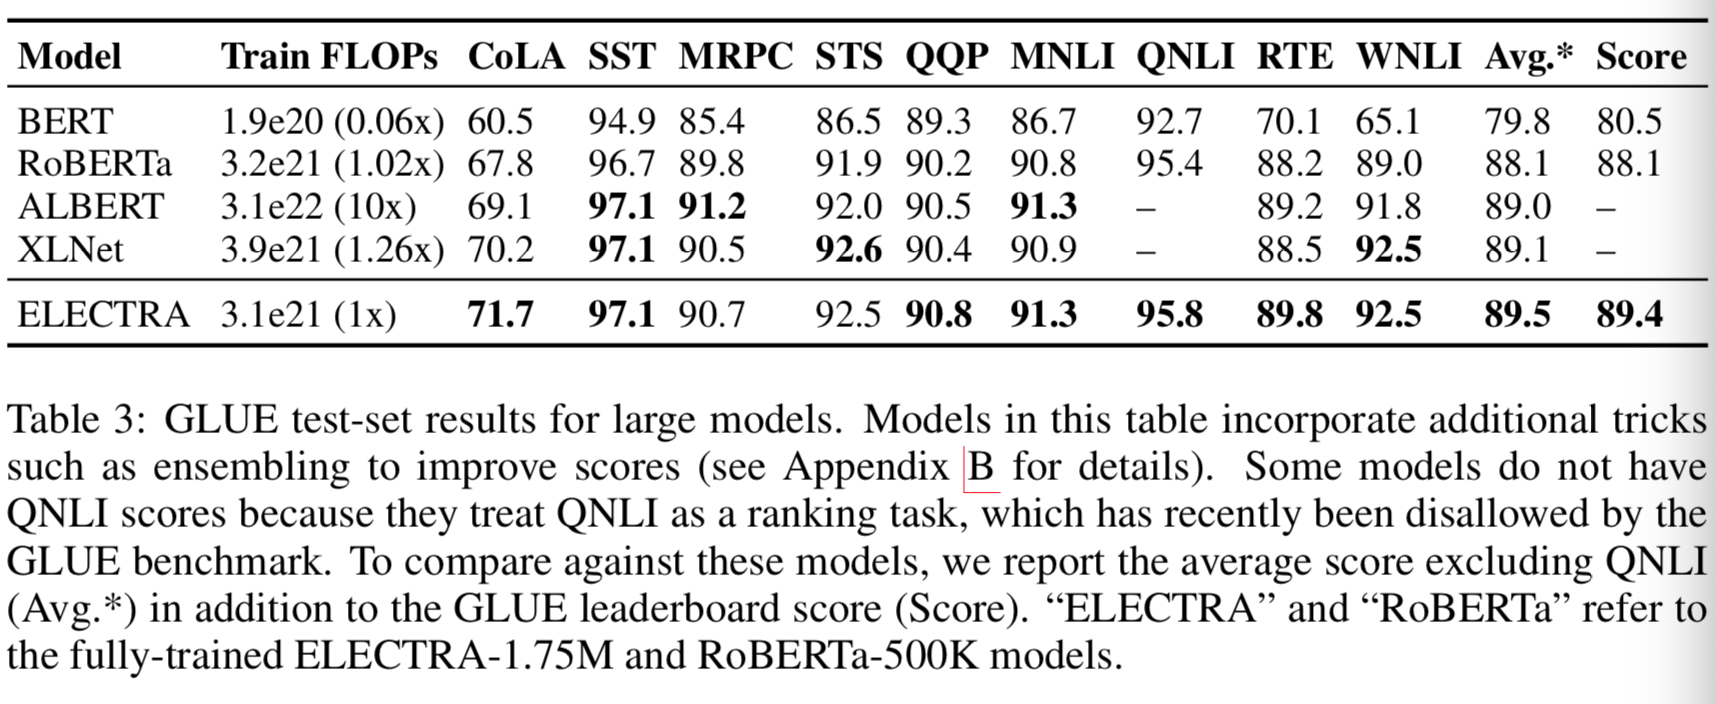 Model Train FLOPs CoLA SST MRPC STS QQP MNLI QNLI RTE WNLI Avg.* Score
BERT 1.9e20 (0.06x) 60.5 94.9 85.4 86.5 89.3 86.7 92.7 70.1 65.1 79.8 80.5
RoBERTa 3.2e21 (1.02x) 67.8 96.7 89.8 91.9 90.2 90.8 95.4 88.2 89.0 88.1 88.1
ALBERT 3.1e22 (10x) 69.1 97.1 91.2 92.0 90.5 91.3 – 89.2 91.8 89.0 –
XLNet 3.9e21 (1.26x) 70.2 97.1 90.5 92.6 90.4 90.9 – 88.5 92.5 89.1 –
ELECTRA 3.1e21 (1x) 71.7 97.1 90.7 92.5 90.8 91.3 95.8 89.8 92.5 89.5 89.4
Table 3: GLUE test-set results for large models. Models in this table incorporate additional tricks
such as ensembling to improve scores (see Appendix B for details). Some models do not have
QNLI scores because they treat QNLI as a ranking task, which has recently been disallowed by the
GLUE benchmark. To compare against these models, we report the average score excluding QNLI
(Avg.*) in addition to the GLUE leaderboard score (Score). “ELECTRA” and “RoBERTa” refer to
the fully-trained ELECTRA-1.75M and RoBERTa-500K models.